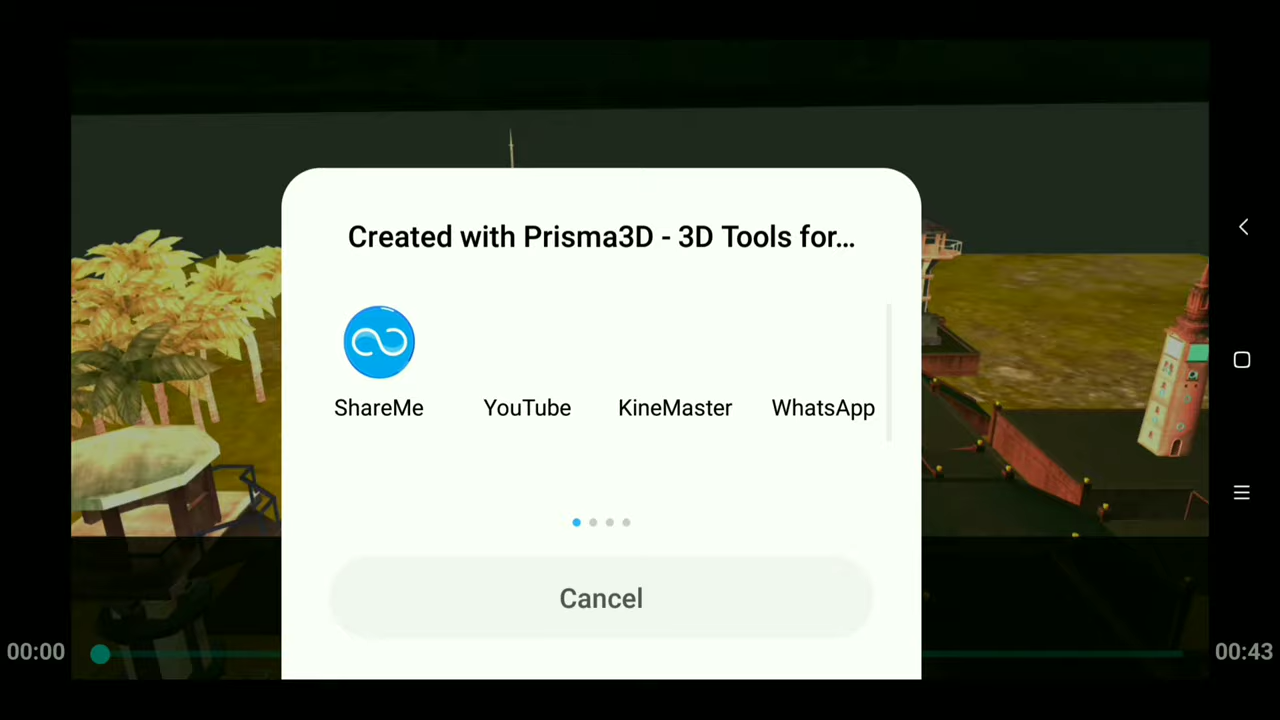 Created with Prisma3D - 3D Tools for...
ShareMe YouTube KineMaster WhatsApp
Cancel
00:00 00:43